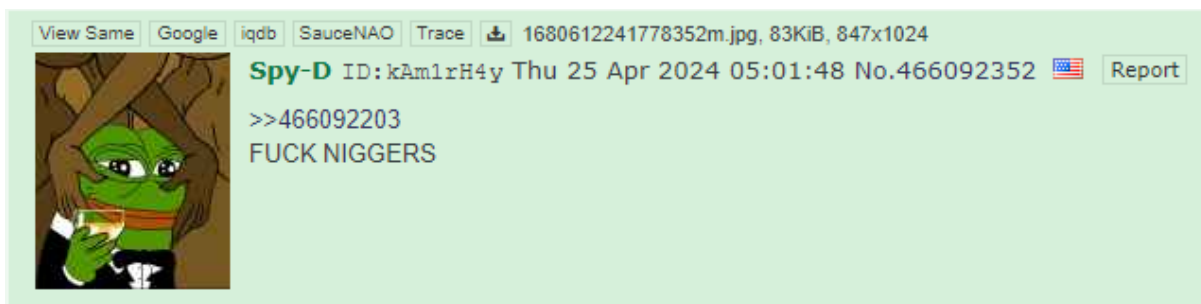 View Same Google iqdb SauceNAO Trace 1680612241778352m.jpg, 83KiB, 847x1024
Spy-D ID:kAm1rH4y Thu 25 Apr 2024 05:01:48 No.466092352 Report
>>466092203
FUCK NIGGERS